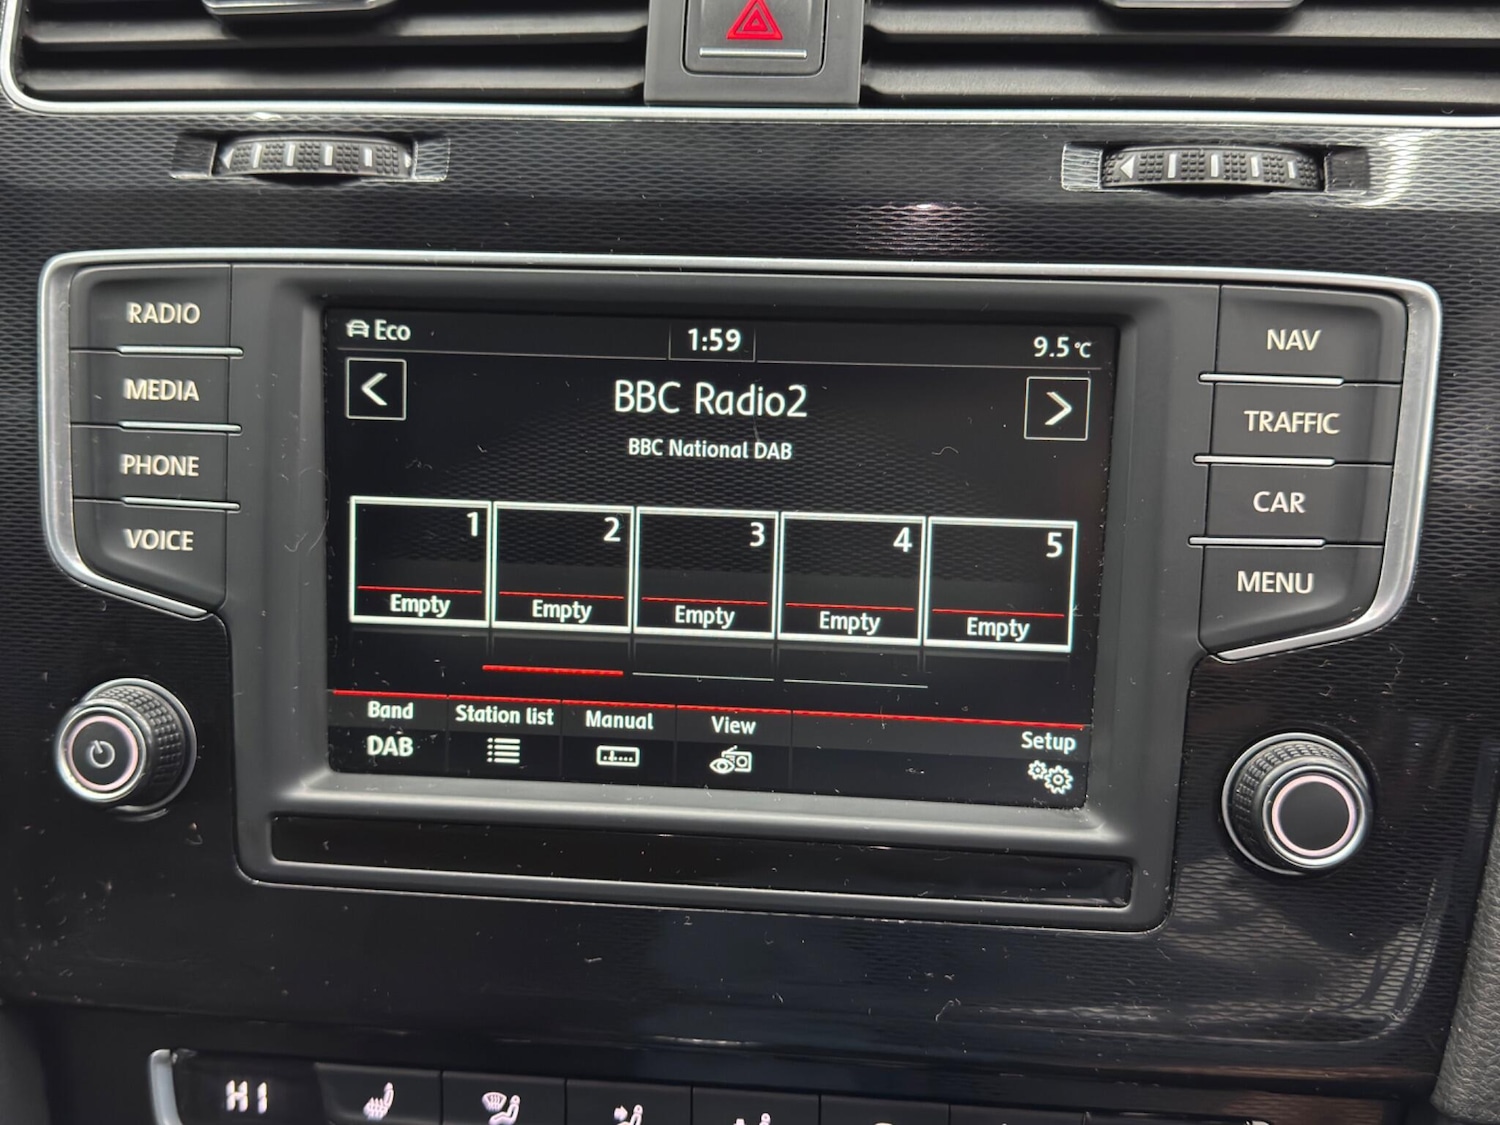 RADIO
MEDIA
PHONE
VOICE
Eco
1:59
9.5 °C
BBC Radio2
BBC National DAB
1
2
3
4
5
Empty
Empty
Empty
Empty
Empty
Band
DAB
Station list
Manual
View
Setup
NAV
TRAFFIC
CAR
MENU
HI